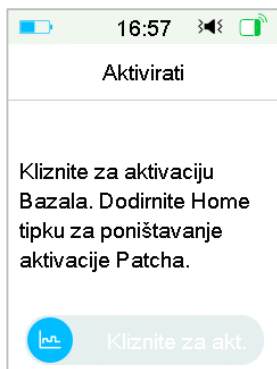 16:57
Aktivirati
Kliznite za aktivaciju
Bazala. Dodirnite Home
tipku za poništavanje
aktivacije Patcha.
Kliznite za akt.